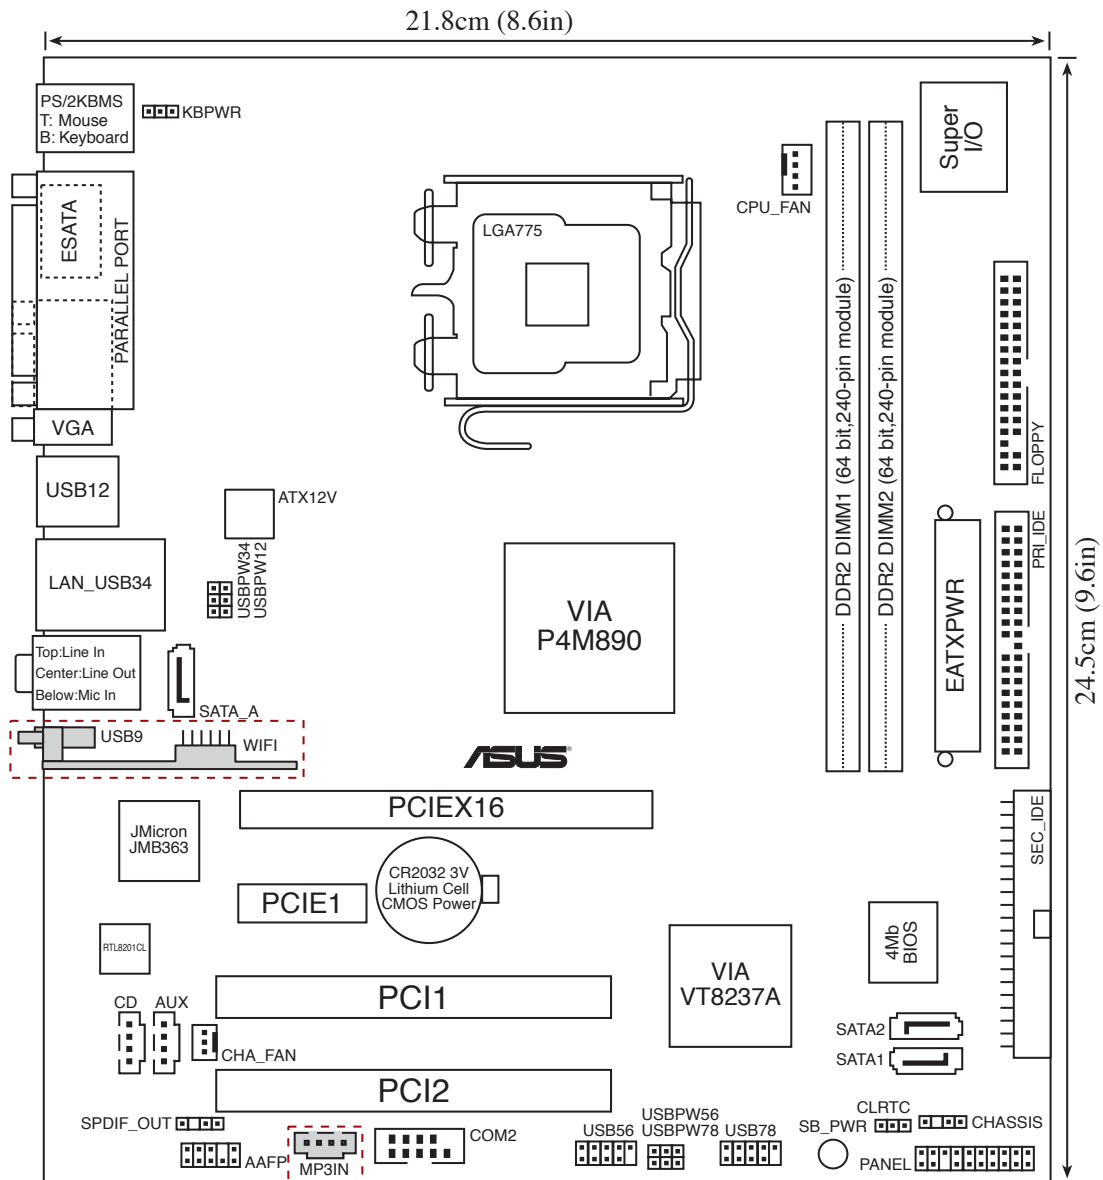 21.8cm (8.6in)
PS/2KBMS
T: Mouse
B: Keyboard
KBPWR
Super
I/O
CPU_FAN
ESATA
PARALLEL PORT
LGA775
DDR2 DIMM1 (64 bit,240-pin module)
DDR2 DIMM2 (64 bit,240-pin module)
FLOPPY
VGA
USB12
ATX12V
USBPW34
USBPW12
LAN_USB34
VIA
P4M890
EATXPWR
PRI_IDE
24.5cm (9.6in)
Top:Line In
Center:Line Out
Below:Mic In
SATA_A
USB9
WIFI
ASUS
PCIEX16
JMicron
JMB363
CR2032 3V
Lithium Cell
CMOS Power
PCIE1
SEC_IDE
RTL8201CL
4Mb
BIOS
VIA
VT8237A
PCI1
CD
AUX
CHA_FAN
SATA2
SATA1
PCI2
SPDIF_OUT
AAFP
MP3IN
COM2
USB56
USBPW56
USBPW78
USB78
SB_PWR
CLRTC
CHASSIS
PANEL